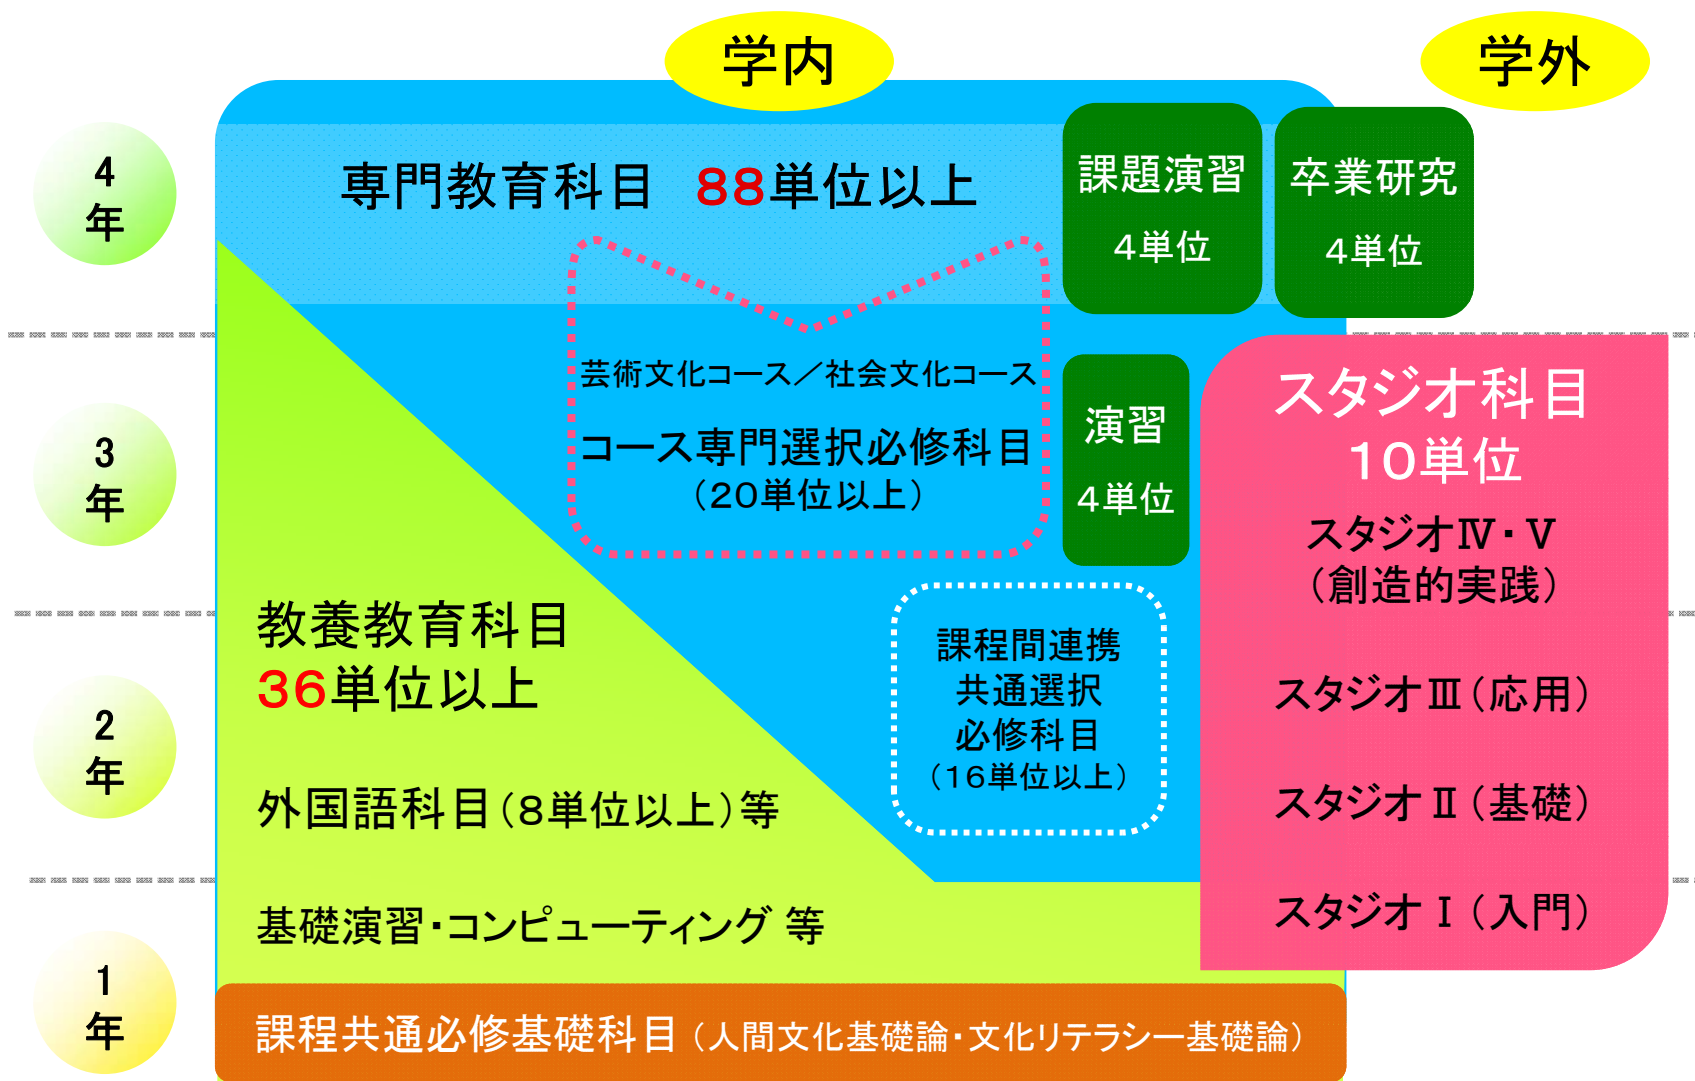 学内
学外
4
年
専門教育科目　88単位以上
課題演習
4単位
卒業研究
4単位
3
年
芸術文化コース／社会文化コース
コース専門選択必修科目
（20単位以上）
演習
4単位
スタジオ科目
10単位
スタジオⅣ・Ⅴ
（創造的実践）
スタジオⅢ（応用）
スタジオⅡ（基礎）
スタジオⅠ（入門）
2
年
教養教育科目
36単位以上
外国語科目（8単位以上）等
課程間連携
共通選択
必修科目
（16単位以上）
1
年
基礎演習・コンピューティング 等
課程共通必修基礎科目（人間文化基礎論・文化リテラシー基礎論）